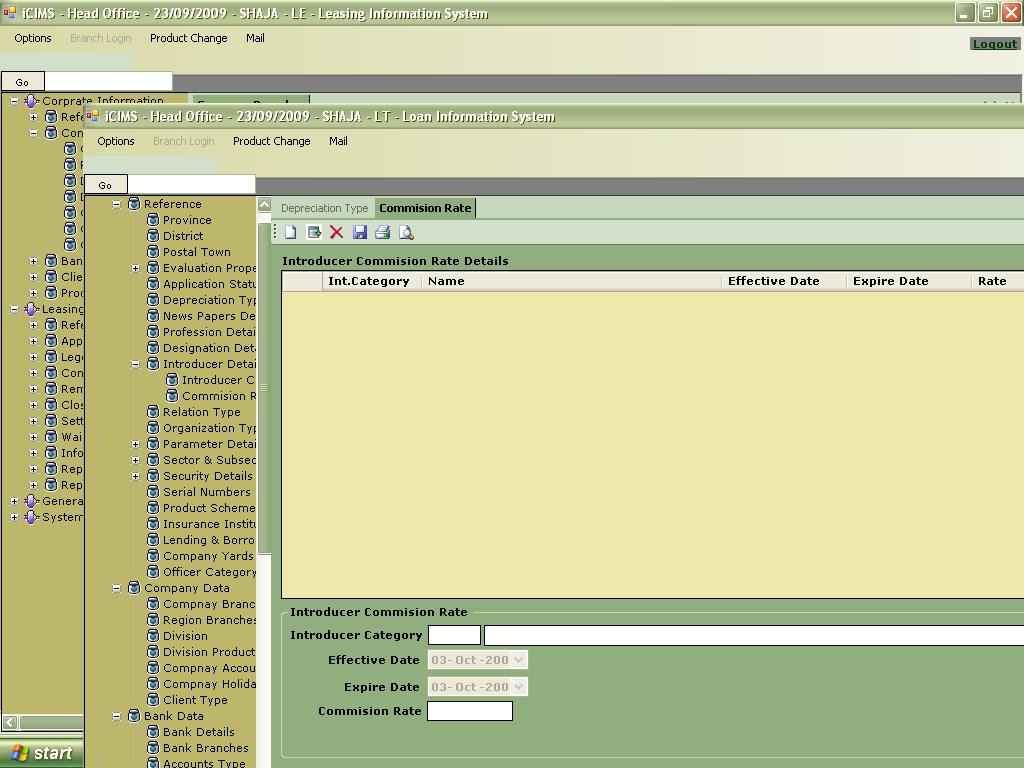 iCIMS - Head Office - 23/09/2009 - SHAJA - LE - Leasing Information System
Options Branch Login Product Change Mail
Logout
Go
Corprate Information
Refe
Con
Ban
Clie
Proc
Leasing
Refe
App
Lega
Con
Rem
Clos
Sett
Wai
Info
Rep
Rep
Genera
System
start
iCIMS - Head Office - 23/09/2009 - SHAJA - LT - Loan Information System
Options Branch Login Product Change Mail
Go
Reference
Province
District
Postal Town
Evaluation Prope
Application Statu
Depreciation Typ
News Papers De
Profession Detai
Designation Deta
Introducer Detai
Introducer C
Commision R
Relation Type
Organization Typ
Parameter Detai
Sector & Subsec
Security Details
Serial Numbers
Product Scheme
Insurance Institu
Lending & Borro
Company Yards
Officer Category
Company Data
Compnay Branc
Region Branches
Division
Division Product
Compnay Accou
Compnay Holida
Client Type
Bank Data
Bank Details
Bank Branches
Accounts Type
Depreciation Type Commision Rate
Introducer Commision Rate Details
Int.Category Name Effective Date Expire Date Rate
Introducer Commision Rate
Introducer Category
Effective Date 03-Oct-200
Expire Date 03-Oct-200
Commision Rate